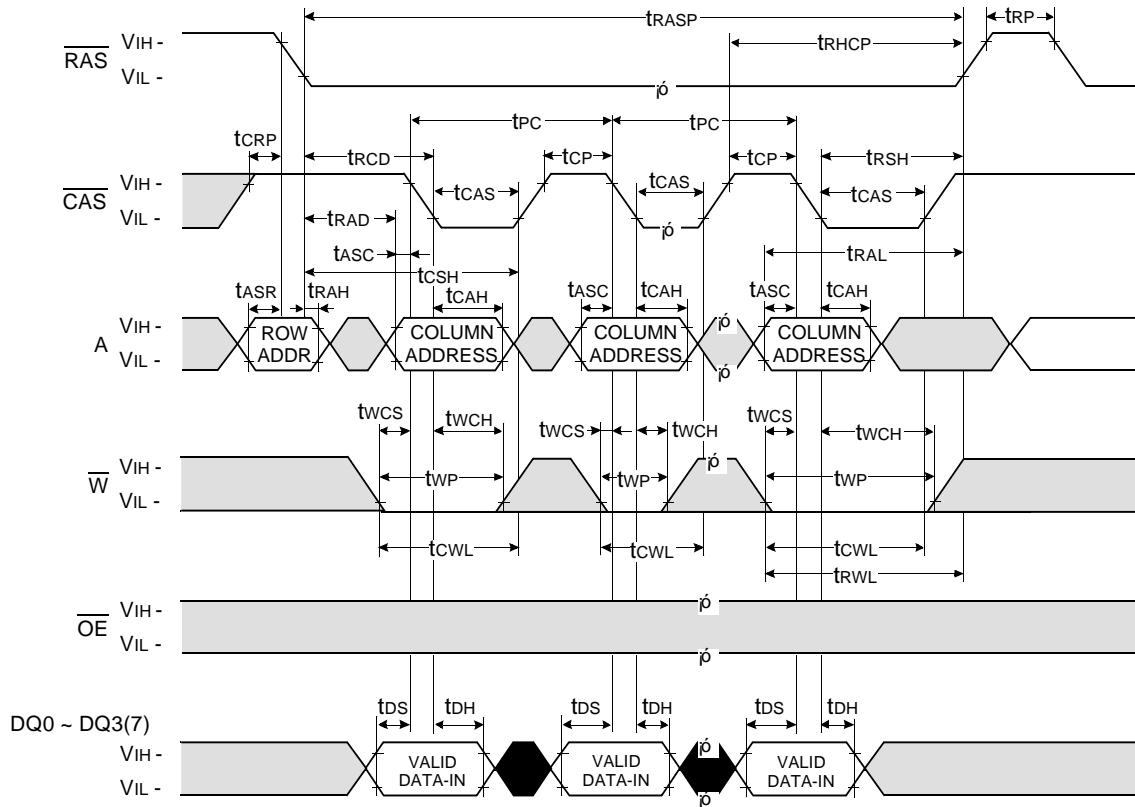 tRASP
tRP
tRHCP
RAS
VIH -
VIL -
¡ó
tPC
tPC
tCRP
tRCD
tCP
tCP
tRSH
CAS
VIH -
VIL -
tCAS
tCAS
tCAS
¡ó
tRAD
tRAL
tASC
tCSH
tASR
tRAH
tCAH
tASC
tCAH
tASC
tCAH
A
VIH -
VIL -
ROW
ADDR
COLUMN
ADDRESS
COLUMN
ADDRESS
¡ó
¡ó
COLUMN
ADDRESS
tWCS
tWCH
tWCS
tWCH
tWCS
tWCH
W
VIH -
VIL -
tWP
tWP
¡ó
tWP
tCWL
tCWL
tCWL
tRWL
OE
VIH -
VIL -
¡ó
¡ó
DQ0 ~ DQ3(7)
tDS
tDH
tDS
tDH
tDS
tDH
VIH -
VIL -
VALID
DATA-IN
VALID
DATA-IN
¡ó
¡ó
VALID
DATA-IN